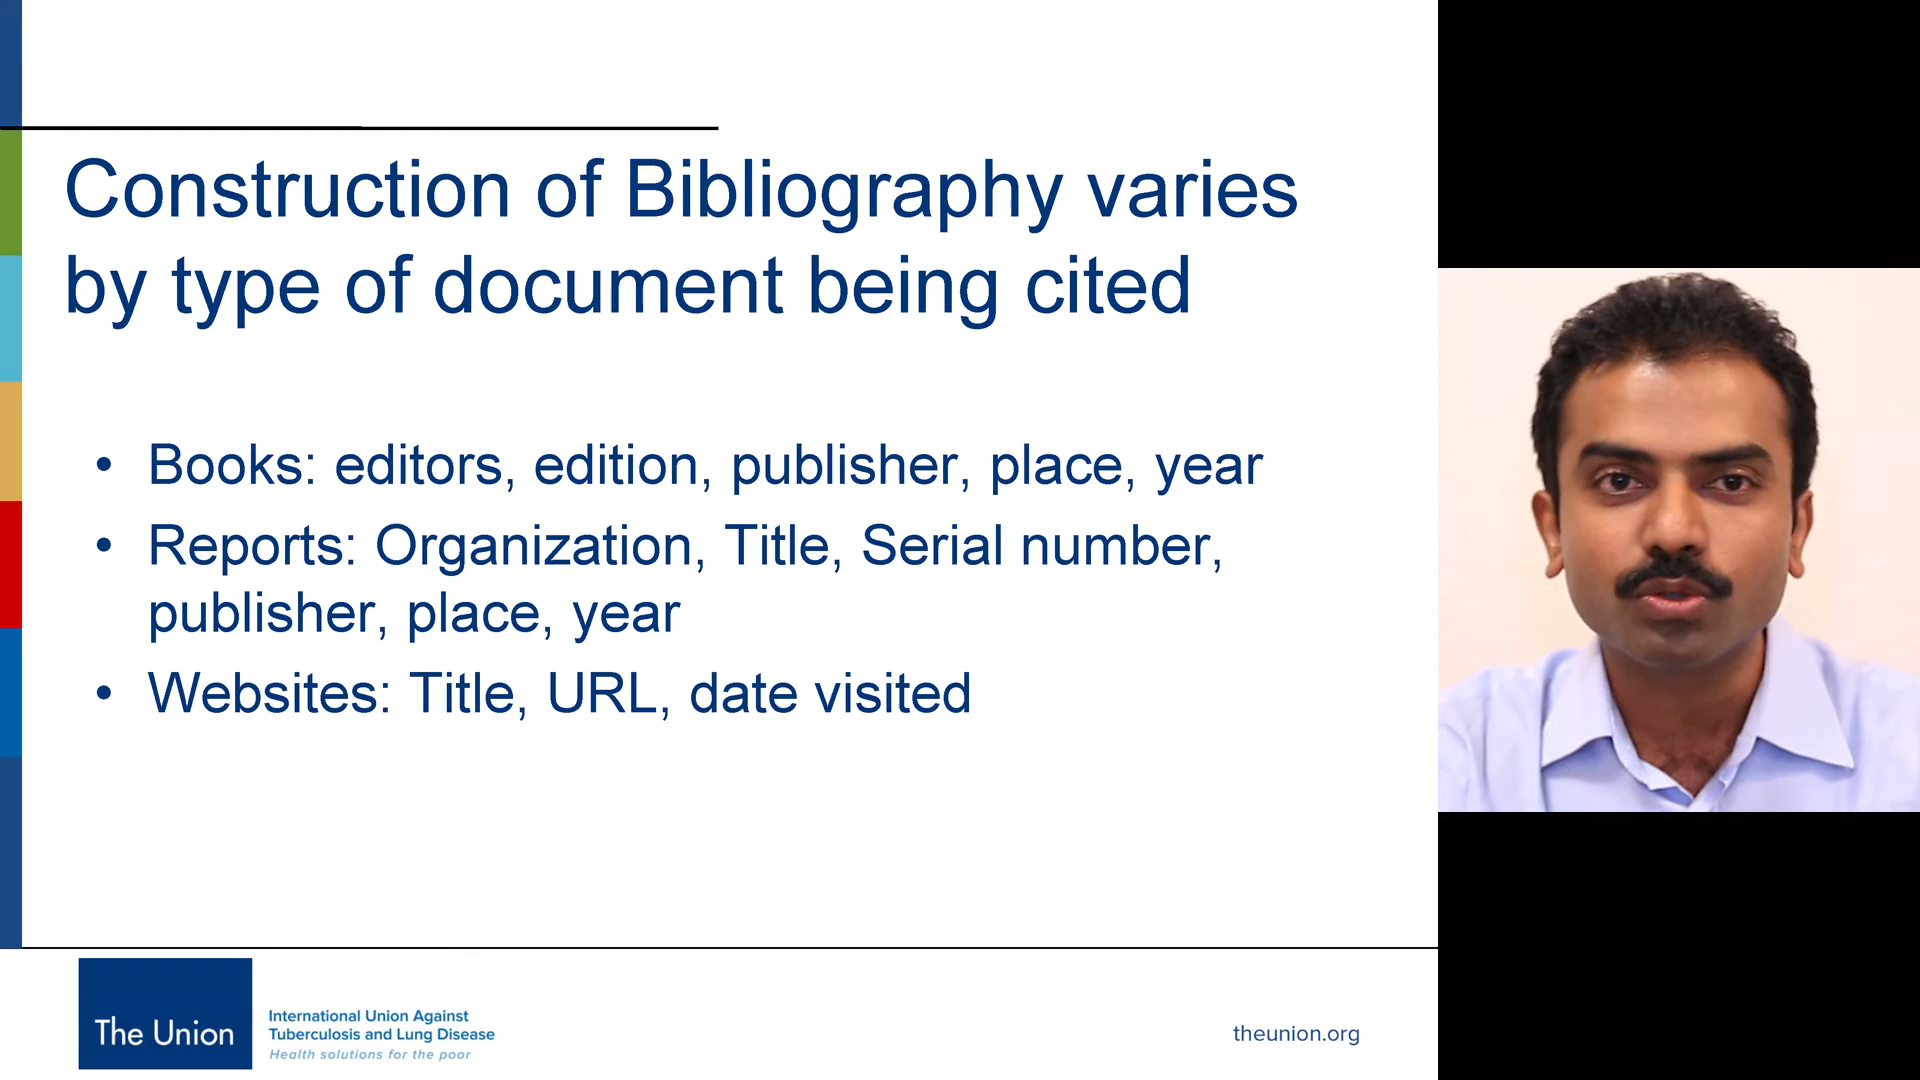 Construction of Bibliography varies
by type of document being cited
• Books: editors, edition, publisher, place, year
• Reports: Organization, Title, Serial number,
publisher, place, year
• Websites: Title, URL, date visited
The Union
International Union Against
Tuberculosis and Lung Disease
Health solutions for the poor
theunion.org